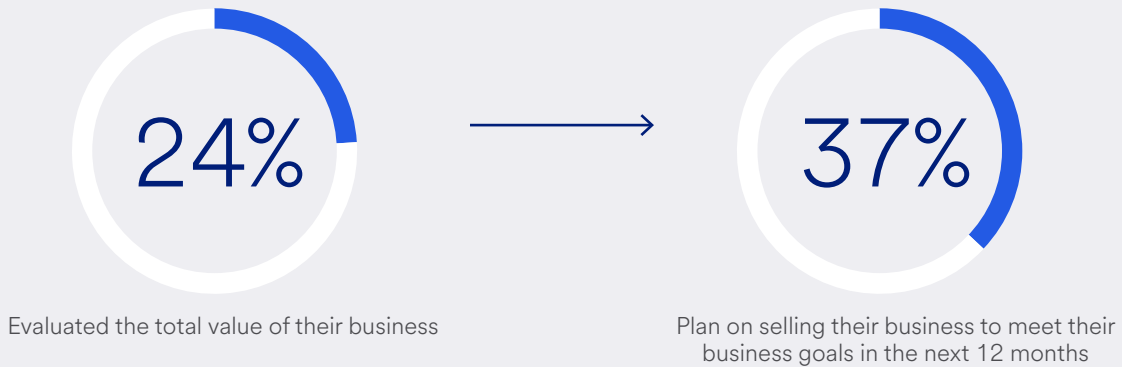 24%
37%
Evaluated the total value of their business
Plan on selling their business to meet their
business goals in the next 12 months